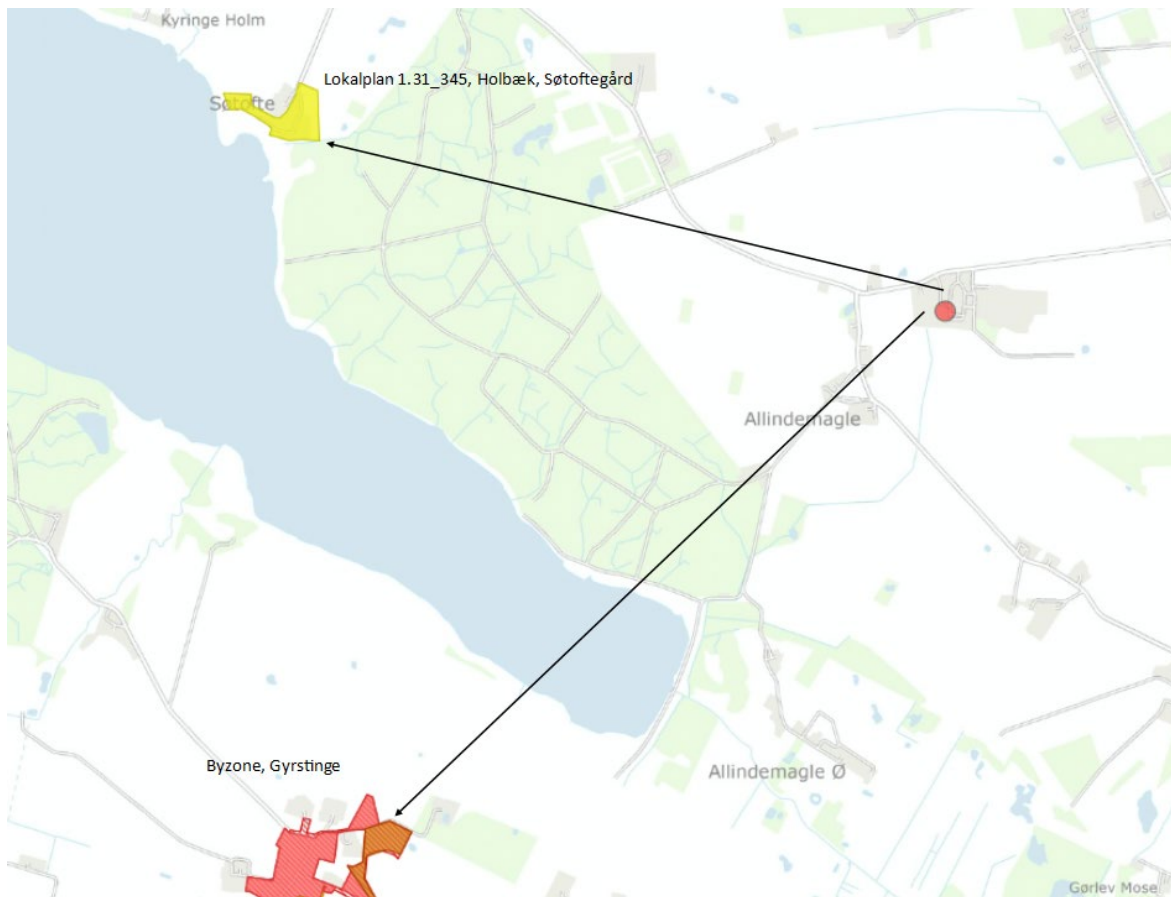 Kyringe Holm
Lokalplan 1.31_345, Holbæk, Søtoftegård
Søtofte
Allindemagle
Byzone, Gyrstinge
Allindemagle Ø
Gørlev Mose